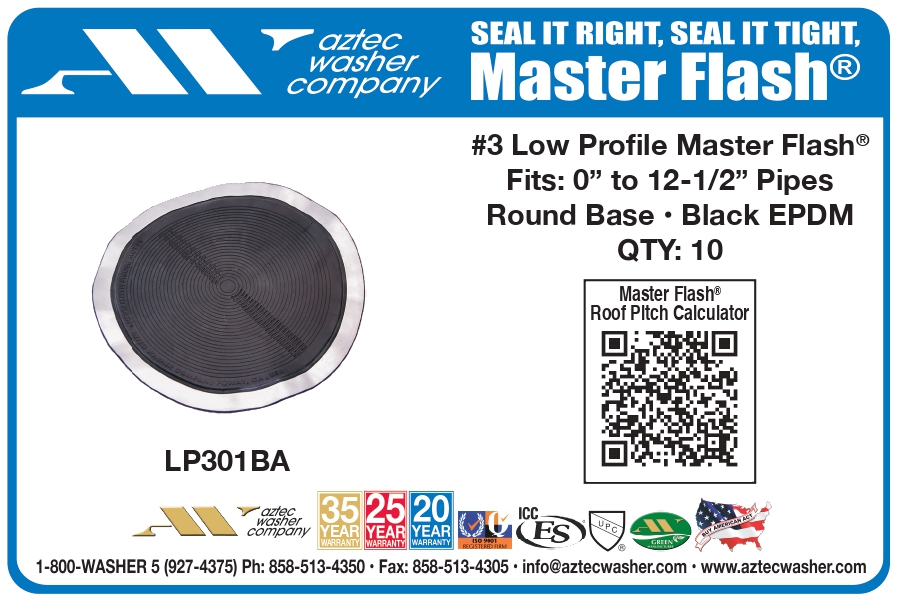 aztec
washer
company
SEAL IT RIGHT, SEAL IT TIGHT,
Master Flash®
#3 Low Profile Master Flash®
Fits: 0” to 12-1/2” Pipes
Round Base • Black EPDM
QTY: 10
Master Flash®
Roof PItch Calculator
LP301BA
aztec
washer
company
35
YEAR
WARRANTY
25
YEAR
WARRANTY
20
YEAR
WARRANTY
ISO 9001
REGISTERED FIRM
ICC
ES
UPC
®
GREEN
MANUFACTURER
BUY AMERICAN ACT
1-800-WASHER 5 (927-4375) Ph: 858-513-4350 • Fax: 858-513-4305 • info@aztecwasher.com • www.aztecwasher.com